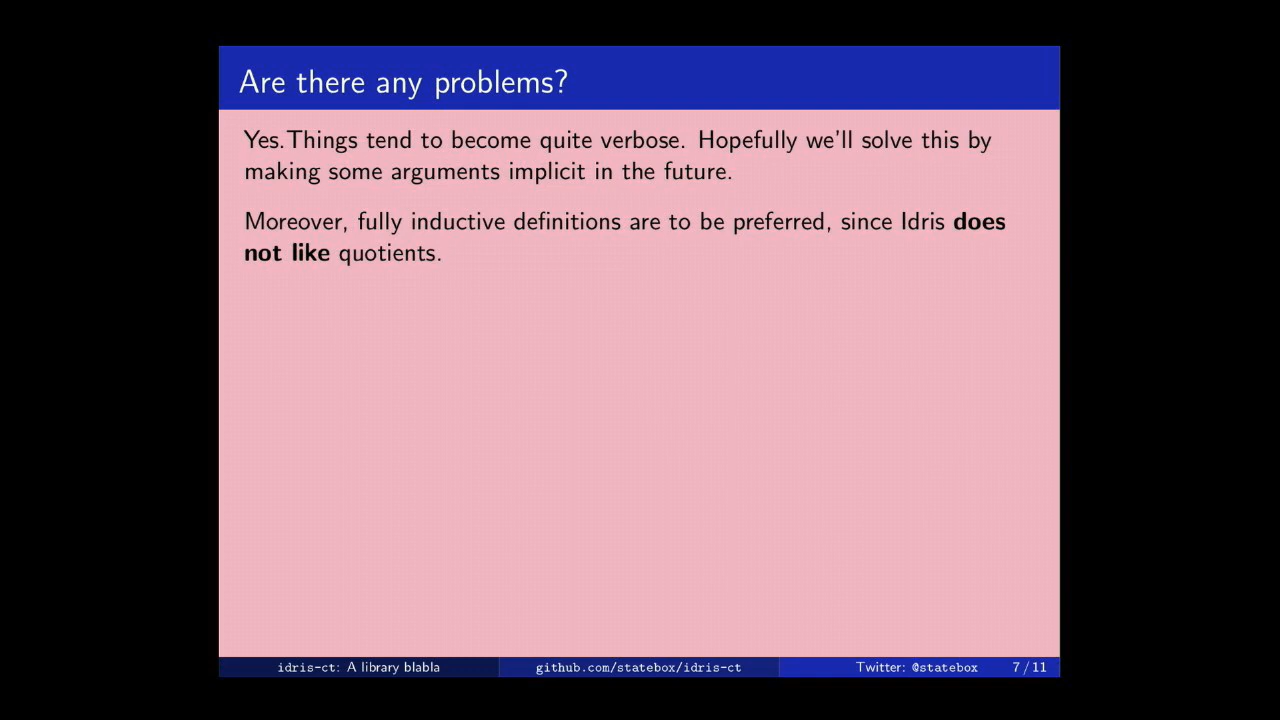 Are there any problems?
Yes.Things tend to become quite verbose. Hopefully we'll solve this by
making some arguments implicit in the future.
Moreover, fully inductive definitions are to be preferred, since Idris does
not like quotients.
idris-ct: A library blabla
github.com/statebox/idris-ct
Twitter: @statebox
7 / 11